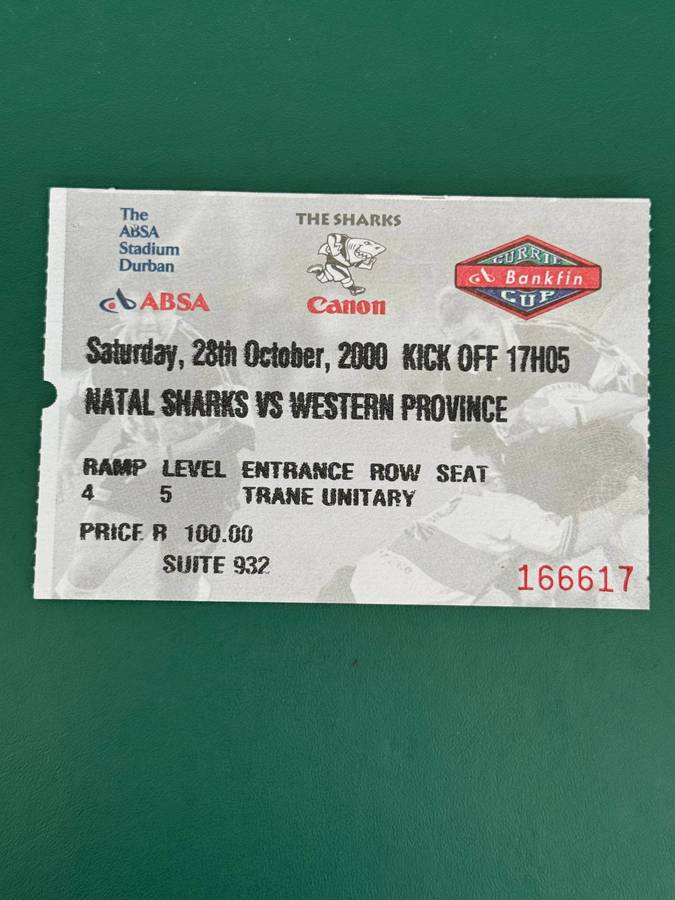 The
ABSA
Stadium
Durban
ABSA
THE SHARKS
Canon
CURRIE
Bankfin
CUP
Saturday, 28th October, 2000 KICK OFF 17H05
NATAL SHARKS VS WESTERN PROVINCE
RAMP LEVEL ENTRANCE ROW SEAT
4 5 TRANE UNITARY
PRICE R 100.00
SUITE 932
166617